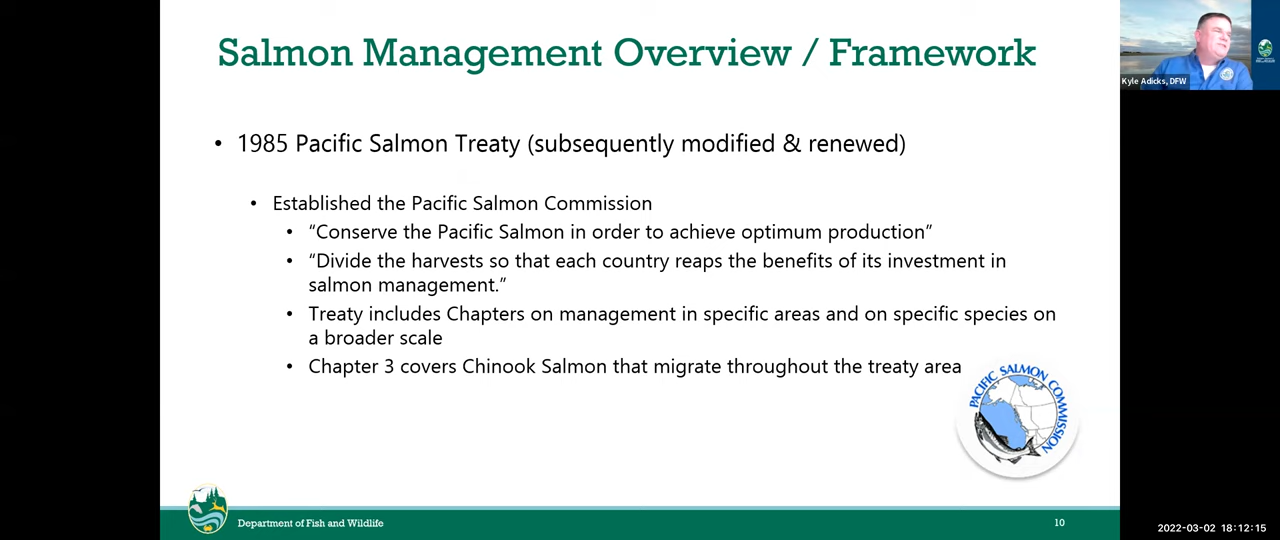 Salmon Management Overview / Framework
Kyle Adicks, DFW
• 1985 Pacific Salmon Treaty (subsequently modified & renewed)
• Established the Pacific Salmon Commission
• “Conserve the Pacific Salmon in order to achieve optimum production”
• “Divide the harvests so that each country reaps the benefits of its investment in
salmon management.”
• Treaty includes Chapters on management in specific areas and on specific species on
a broader scale
• Chapter 3 covers Chinook Salmon that migrate throughout the treaty area
PACIFIC SALMON COMMISSION
Department of Fish and Wildlife
10
2022-03-02 18:12:15